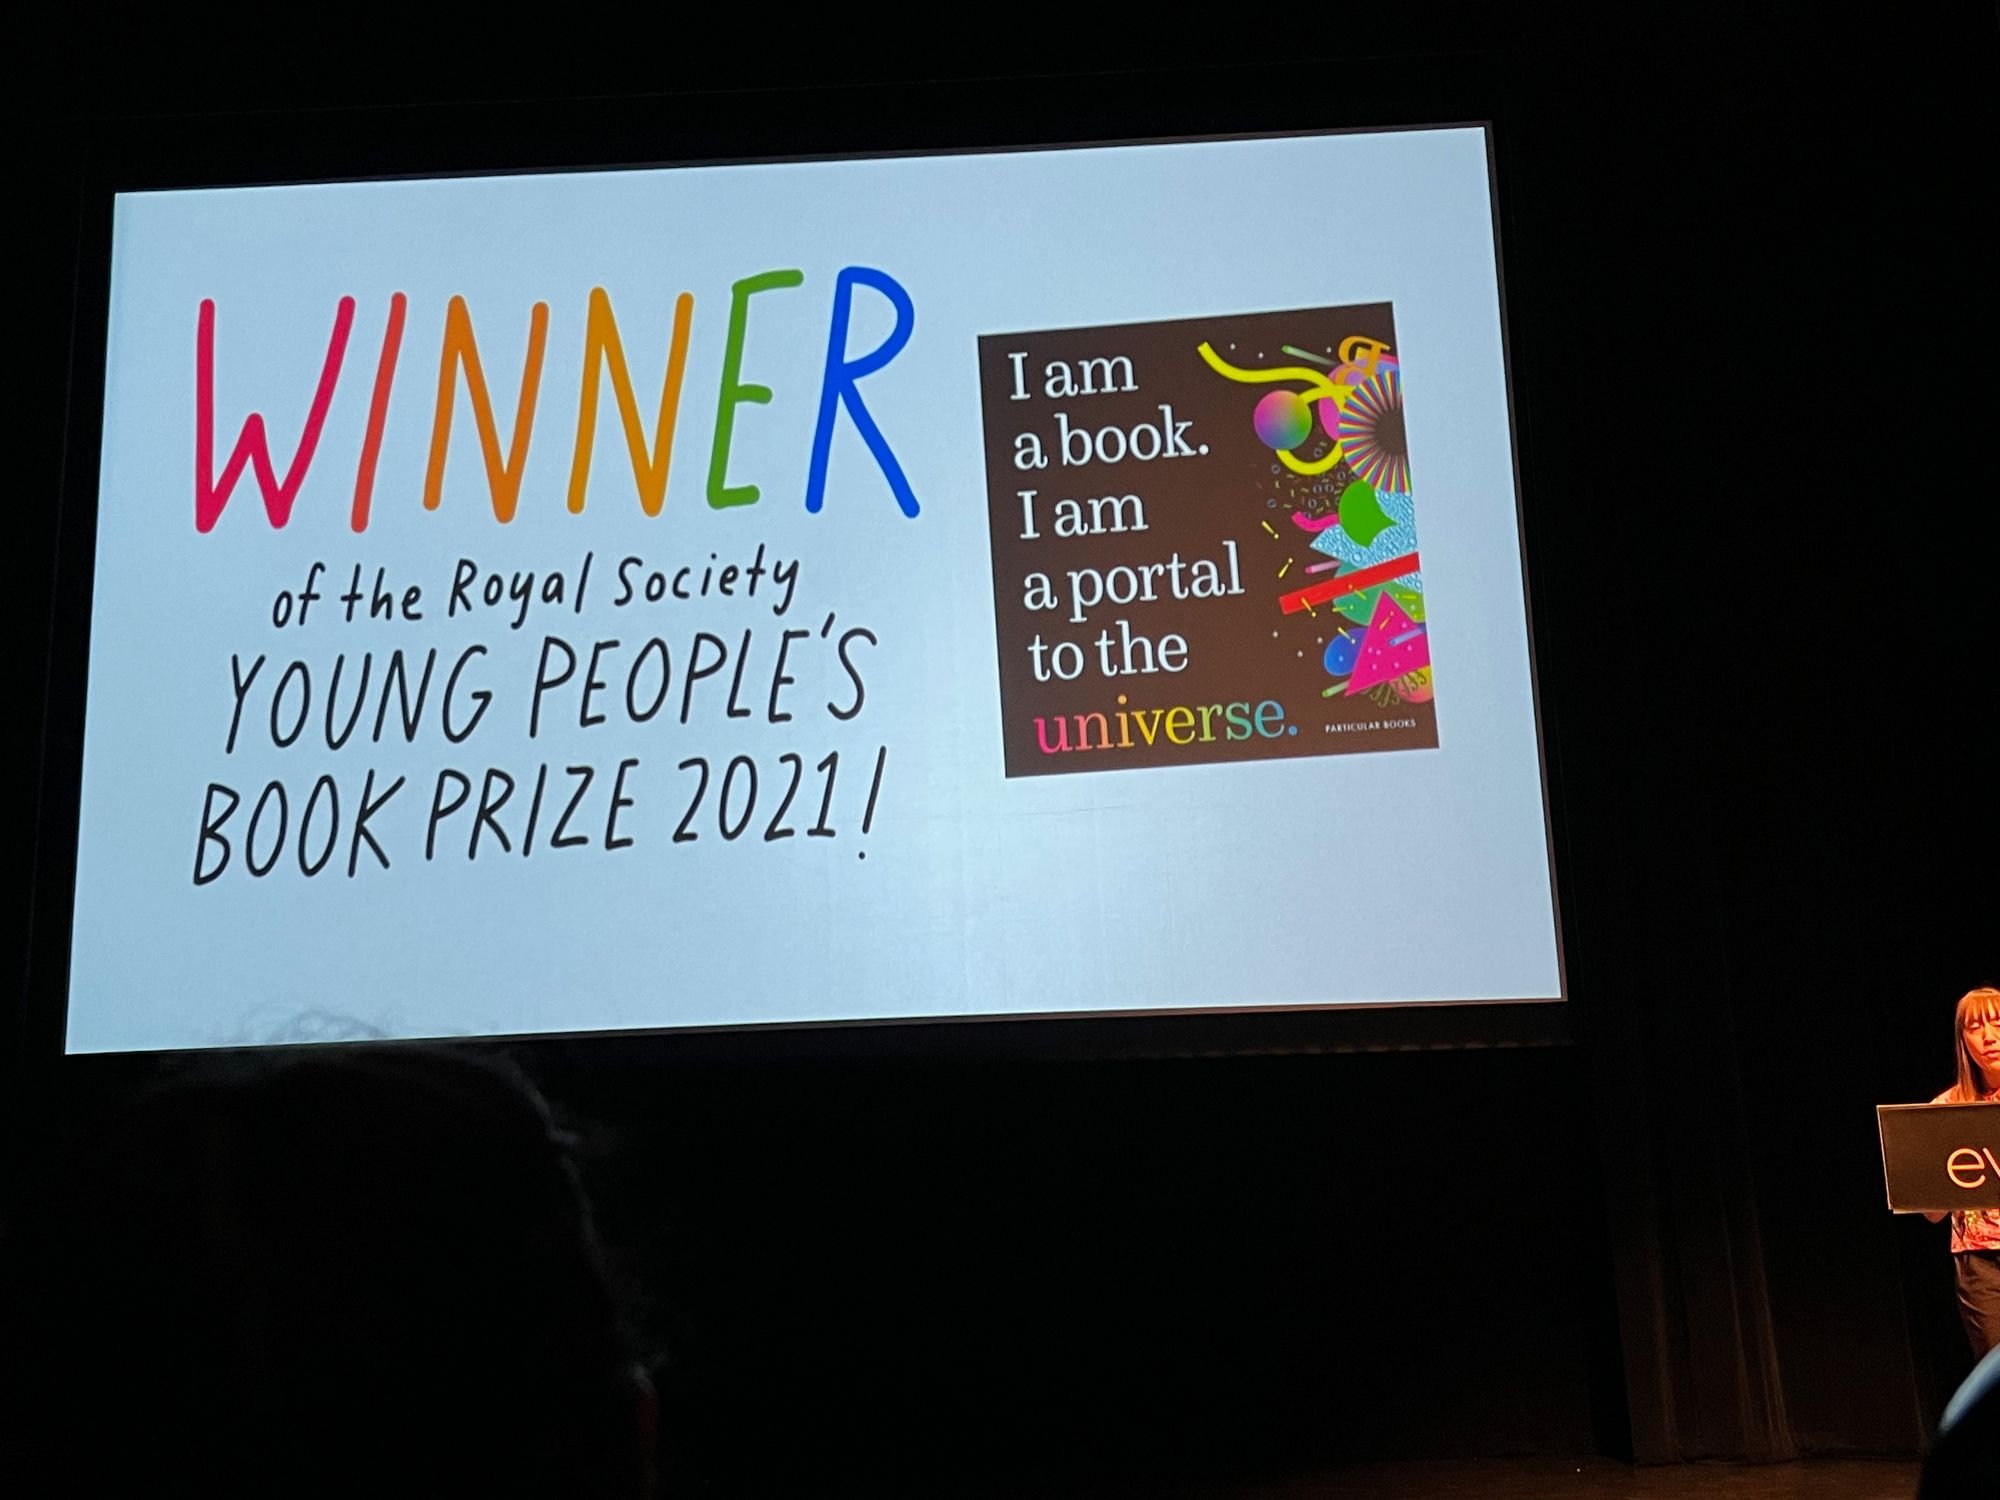 WINNER
of the Royal Society
YOUNG PEOPLE'S
BOOK PRIZE 2021!
I am
a book.
I am
a portal
to the
universe.
PARTICULAR BOOKS
ev